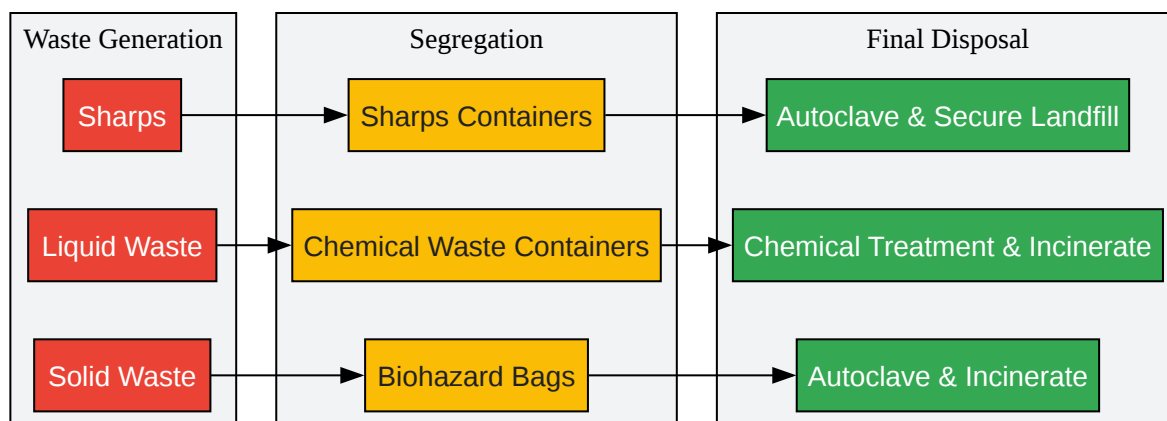 Waste Generation
Segregation
Final Disposal
Sharps
Sharps Containers
Autoclave & Secure Landfill
Liquid Waste
Chemical Waste Containers
Chemical Treatment & Incinerate
Solid Waste
Biohazard Bags
Autoclave & Incinerate